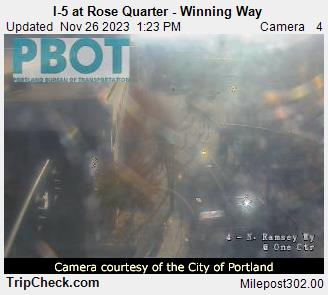 I-5 at Rose Quarter - Winning Way
Updated Nov 26 2023 1:23 PM Camera 4
PBOT
PORTLAND BUREAU OF TRANSPORTATION
4 - N. Ramsey Wy
@ One Ctr
Camera courtesy of the City of Portland
TripCheck.com Milepost302.00